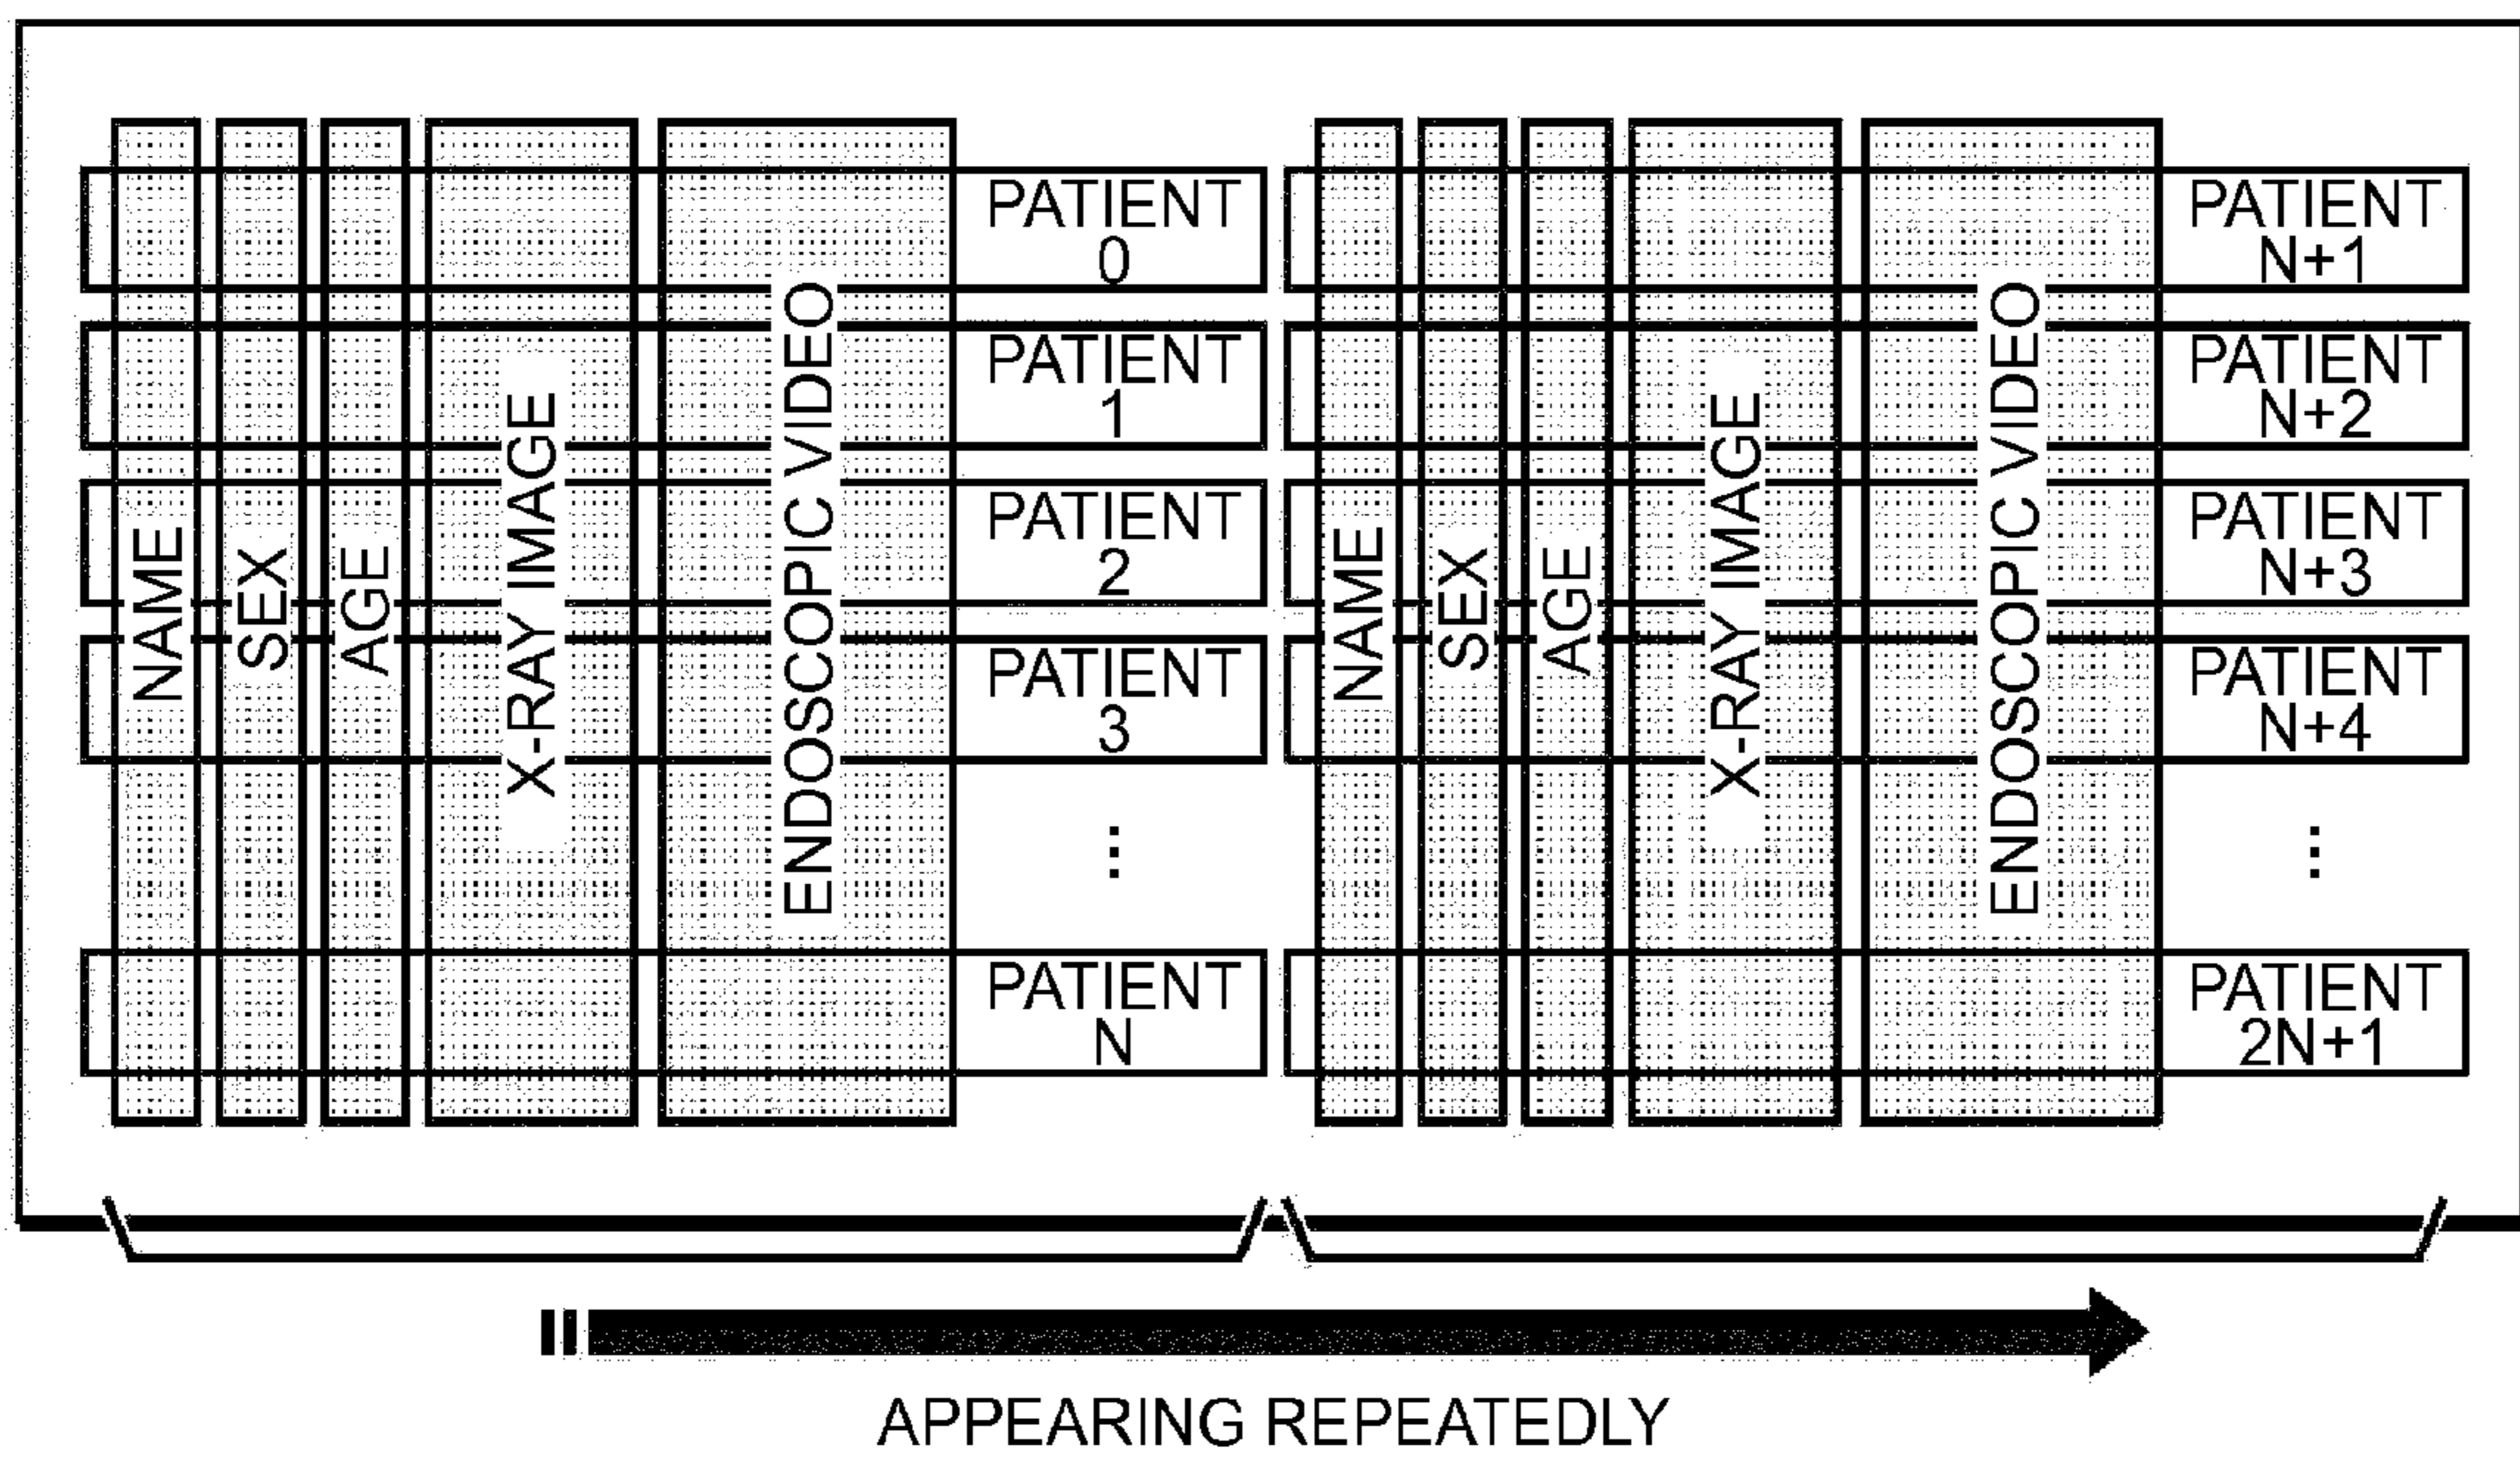 NAME
SEX
AGE
X-RAY IMAGE
ENDOSCOPIC VIDEO
PATIENT
0
PATIENT
1
PATIENT
2
PATIENT
3
⋮
PATIENT
N
NAME
SEX
AGE
X-RAY IMAGE
ENDOSCOPIC VIDEO
PATIENT
N+1
PATIENT
N+2
PATIENT
N+3
PATIENT
N+4
⋮
PATIENT
2N+1
APPEARING REPEATEDLY